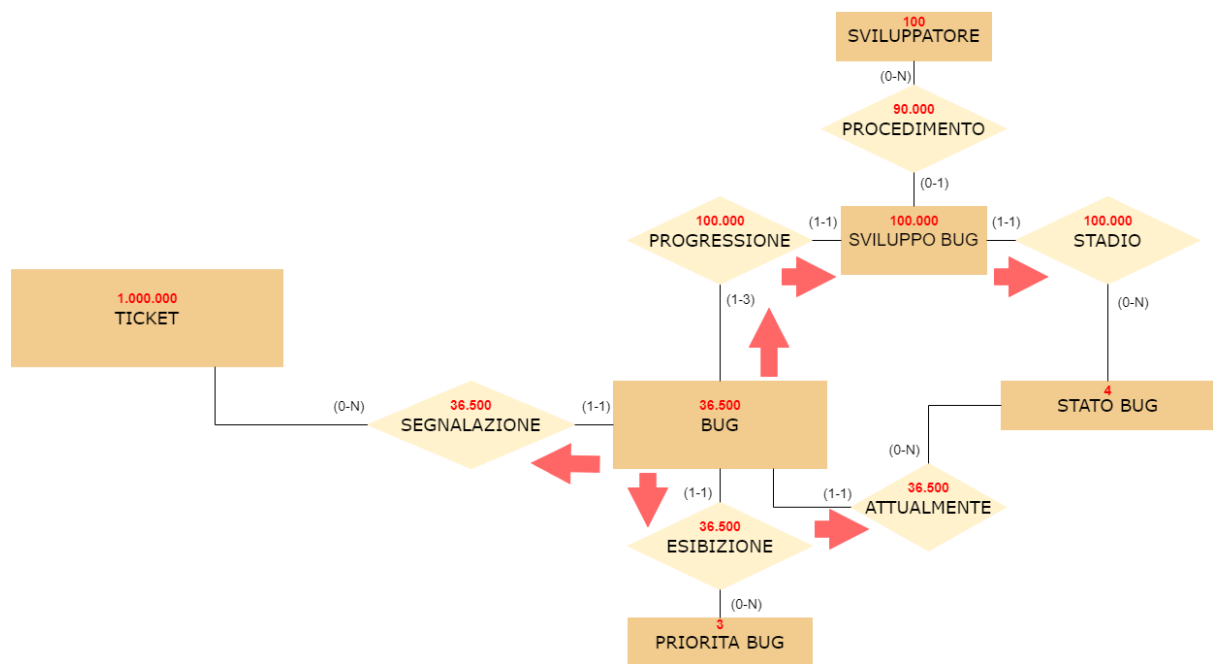 100
SVILUPPATORE
(0-N)
90.000
PROCEDIMENTO
(0-1)
100.000
PROGRESSIONE
(1-1)
100.000
SVILUPPO BUG
(1-1)
100.000
STADIO
(1-3)
(0-N)
1.000.000
TICKET
(0-N)
36.500
SEGNALAZIONE
(1-1)
36.500
BUG
4
STATO BUG
(0-N)
(1-1)
(1-1)
36.500
ATTUALMENTE
36.500
ESIBIZIONE
(0-N)
3
PRIORITA BUG